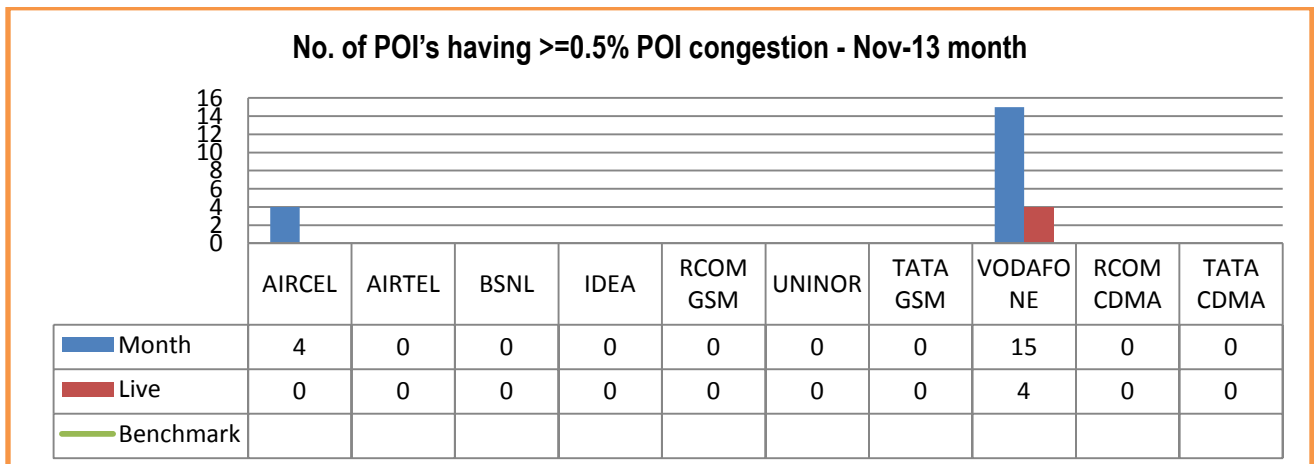 No. of POI's having >=0.5% POI congestion - Nov-13 month
16
14
12
10
8
6
4
2
0
AIRCEL AIRTEL BSNL IDEA RCOM GSM UNINOR TATA GSM VODAFO NE RCOM CDMA TATA CDMA
Month 4 0 0 0 0 0 0 15 0 0
Live 0 0 0 0 0 0 0 4 0 0
Benchmark